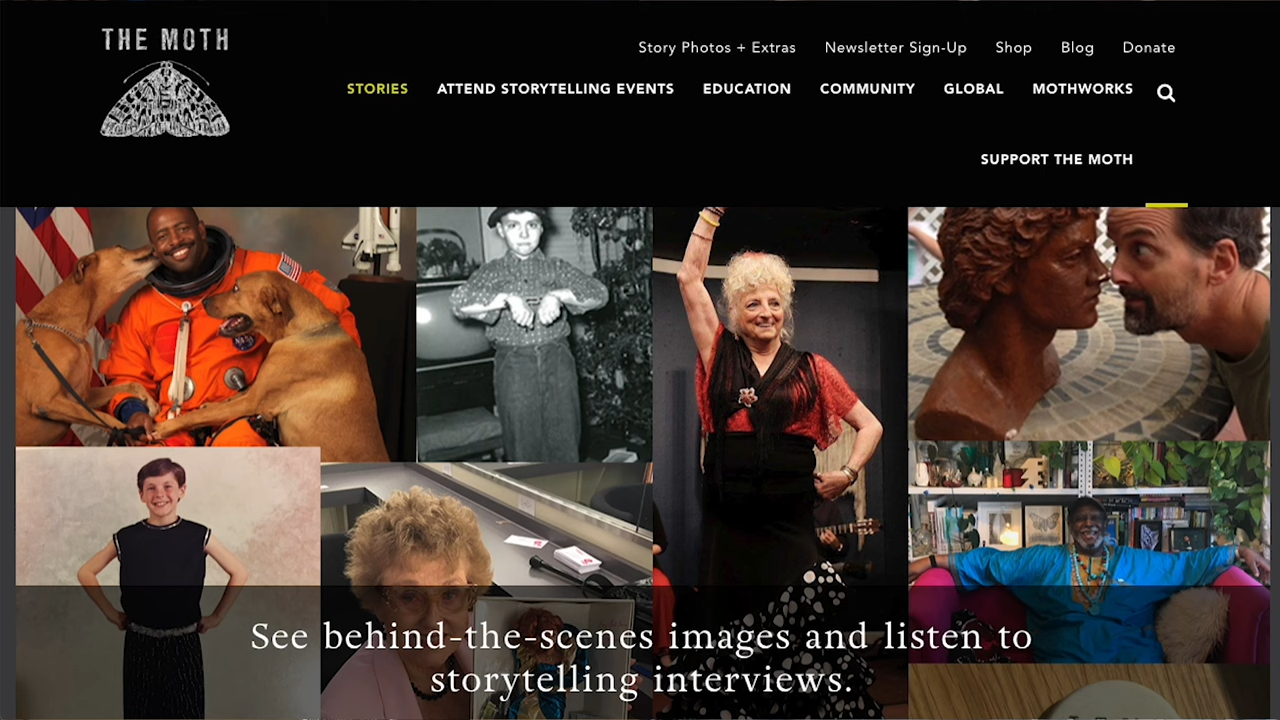 THE MOTH
Story Photos + Extras Newsletter Sign-Up Shop Blog Donate
STORIES ATTEND STORYTELLING EVENTS EDUCATION COMMUNITY GLOBAL MOTHWORKS
SUPPORT THE MOTH
NASA
See behind-the-scenes images and listen to
storytelling interviews.